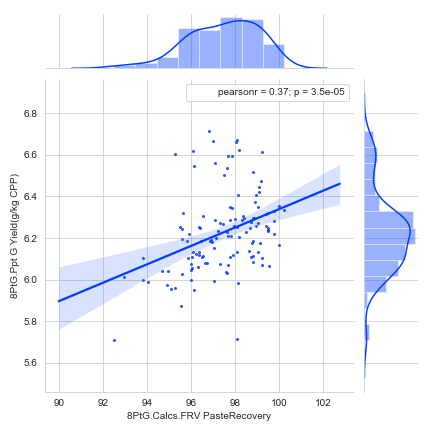 pearsonr = 0.37; p = 3.5e-05
6.8
6.6
6.4
6.2
6.0
5.8
5.6
8PtG.Ppt G Yield(g/kg CPP)
90 92 94 96 98 100 102
8PtG.Calcs.FRV PasteRecovery